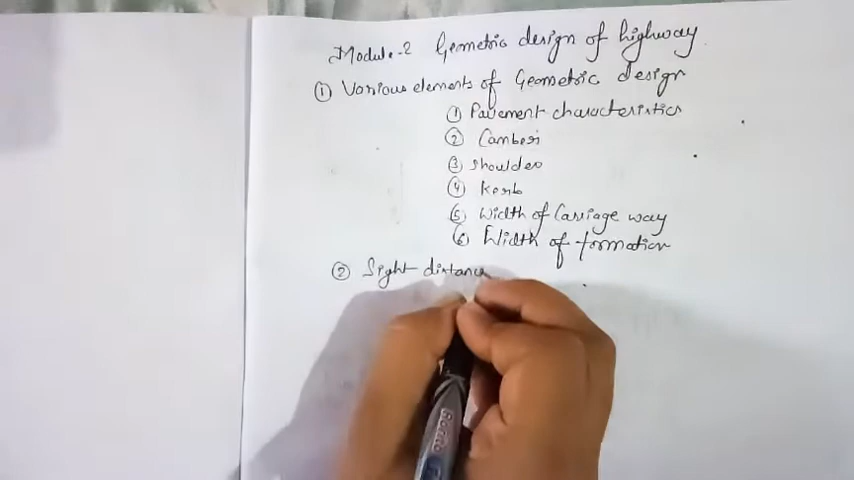 Module-2 Geometric design of highway
① Various elements of Geometric design
① Pavement characteristics
② Camber
③ Shoulder
④ Kerb
⑤ Width of Carriage way
⑥ Width of formation
② Sight distance